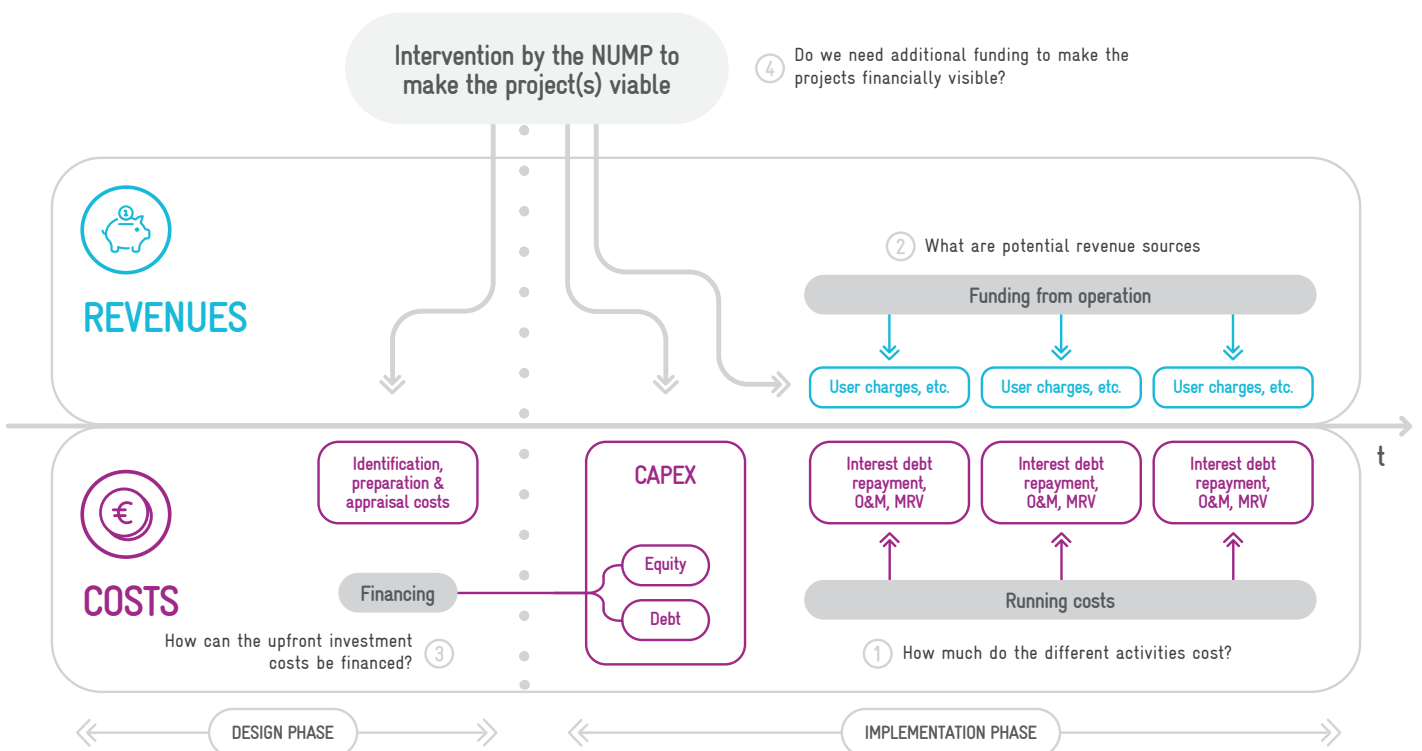 Intervention by the NUMP to
make the project(s) viable
4
Do we need additional funding to make the
projects financially visible?
1
REVENUES
2
What are potential revenue sources
Funding from operation
User charges, etc.
User charges, etc.
User charges, etc.
t
€
COSTS
Identification,
preparation &
appraisal costs
Financing
How can the upfront investment
costs be financed?
3
CAPEX
Equity
Debt
Interest debt
repayment,
O&M, MRV
Interest debt
repayment,
O&M, MRV
Interest debt
repayment,
O&M, MRV
Running costs
1
How much do the different activities cost?
DESIGN PHASE
IMPLEMENTATION PHASE